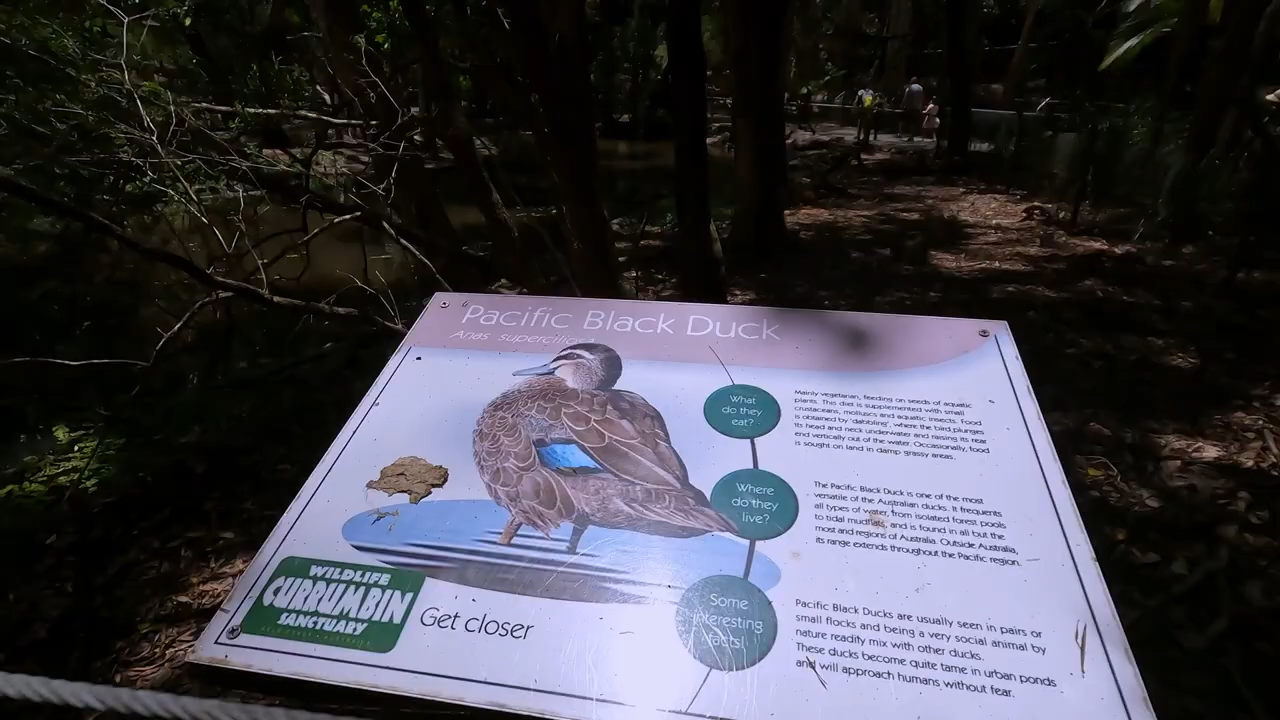 Pacific Black Duck
Anas superciliosa
What
do they
eat?
Mainly vegetarian, feeding on seeds of aquatic
plants. This diet is supplemented with small
crustaceans, molluscs and aquatic insects. Food
is obtained by 'dabbling', where the bird plunges
its head and neck underwater and raising its rear
end vertically out of the water. Occasionally, food
is sought on land in damp grassy areas.
Where
do they
live?
The Pacific Black Duck is one of the most
versatile of the Australian ducks. It frequents
all types of water, from isolated forest pools
to tidal mudflats, and is found in all but the
most arid regions of Australia. Outside Australia,
its range extends throughout the Pacific region.
Some
interesting
facts!
Pacific Black Ducks are usually seen in pairs or
small flocks and being a very social animal by
nature readily mix with other ducks.
These ducks become quite tame in urban ponds
and will approach humans without fear.
WILDLIFE
CURRUMBIN
SANCTUARY
GOLD COAST • AUSTRALIA
Get closer